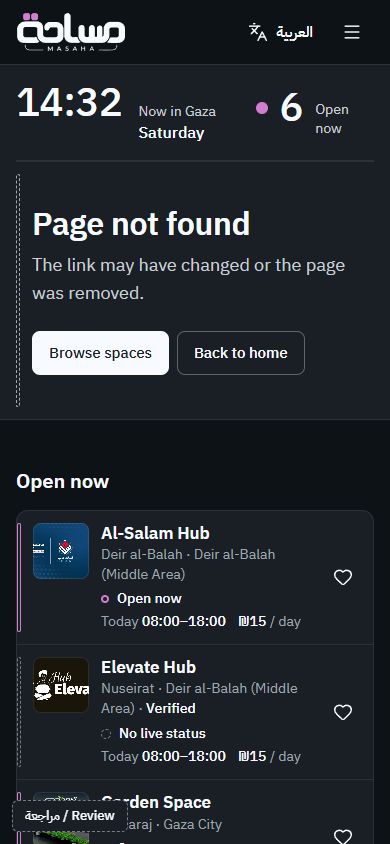 مساحة
MASAHA
العربية
14:32
Now in Gaza
Saturday
6
Open now
Page not found
The link may have changed or the page
was removed.
Browse spaces
Back to home
Open now
Al-Salam Hub
Deir al-Balah · Deir al-Balah
(Middle Area)
Open now
Today 08:00–18:00 ₪15 / day
Hub
Eleva
Elevate Hub
Nuseirat · Deir al-Balah (Middle
Area) · Verified
No live status
Today 08:00–18:00 ₪15 / day
Garden Space
araj · Gaza City
مراجعة / Review